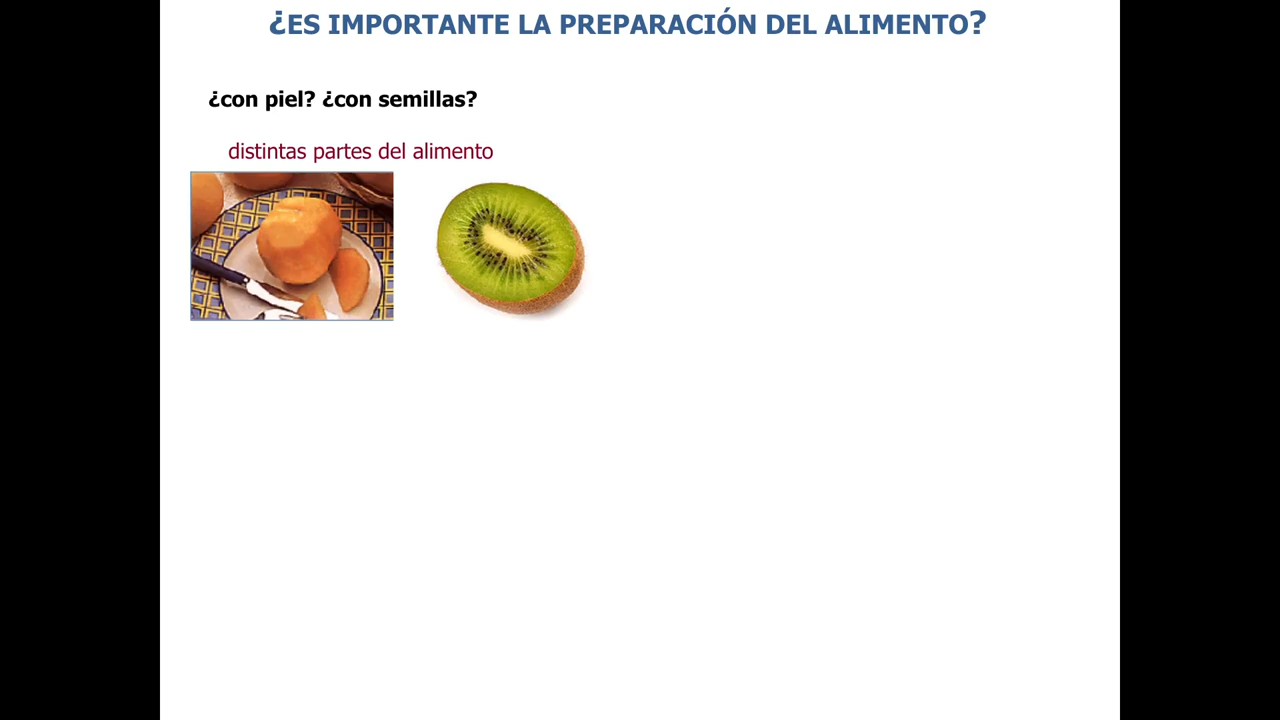 ¿ES IMPORTANTE LA PREPARACIÓN DEL ALIMENTO?
¿con piel? ¿con semillas?
distintas partes del alimento